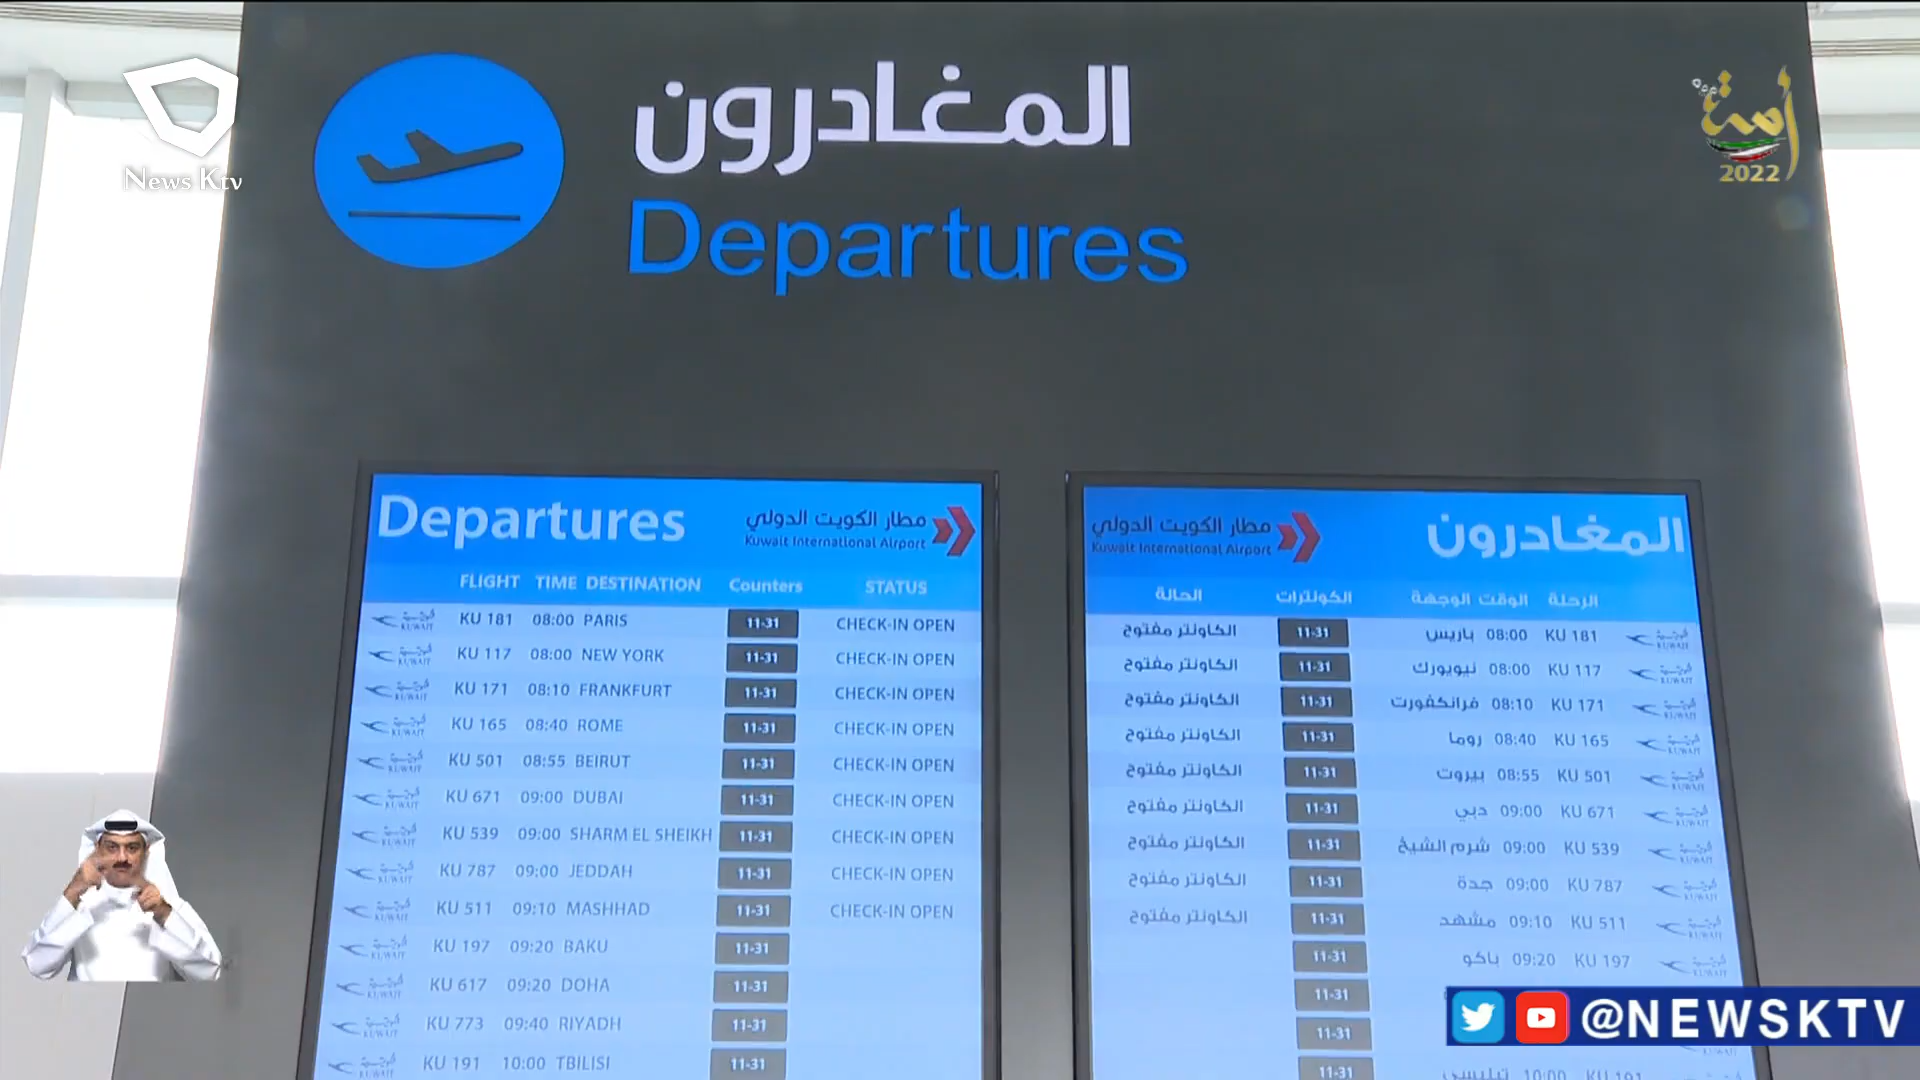 المغادرون
Departures
News Ktv
أمة
2022
Departures
مطار الكويت الدولي
Kuwait International Airport
FLIGHT TIME DESTINATION Counters STATUS
KU 181 08:00 PARIS 11-31 CHECK-IN OPEN
KU 117 08:00 NEW YORK 11-31 CHECK-IN OPEN
KU 171 08:10 FRANKFURT 11-31 CHECK-IN OPEN
KU 165 08:40 ROME 11-31 CHECK-IN OPEN
KU 501 08:55 BEIRUT 11-31 CHECK-IN OPEN
KU 671 09:00 DUBAI 11-31 CHECK-IN OPEN
KU 539 09:00 SHARM EL SHEIKH 11-31 CHECK-IN OPEN
KU 787 09:00 JEDDAH 11-31 CHECK-IN OPEN
KU 511 09:10 MASHHAD 11-31 CHECK-IN OPEN
KU 197 09:20 BAKU 11-31
KU 617 09:20 DOHA 11-31
KU 773 09:40 RIYADH 11-31
KU 191 10:00 TBILISI 11-31
المغادرون
مطار الكويت الدولي
Kuwait International Airport
الرحلة الوقت الوجهة الكونترات الحالة
KU 181 08:00 باريس 11-31 الكاونتر مفتوح
KU 117 08:00 نيويورك 11-31 الكاونتر مفتوح
KU 171 08:10 فرانكفورت 11-31 الكاونتر مفتوح
KU 165 08:40 روما 11-31 الكاونتر مفتوح
KU 501 08:55 بيروت 11-31 الكاونتر مفتوح
KU 671 09:00 دبي 11-31 الكاونتر مفتوح
KU 539 09:00 شرم الشيخ 11-31 الكاونتر مفتوح
KU 787 09:00 جدة 11-31 الكاونتر مفتوح
KU 511 09:10 مشهد 11-31 الكاونتر مفتوح
KU 197 09:20 باكو 11-31
11-31
11-31
KU 191 10:00 تبليسي 11-31
@NEWSKTV